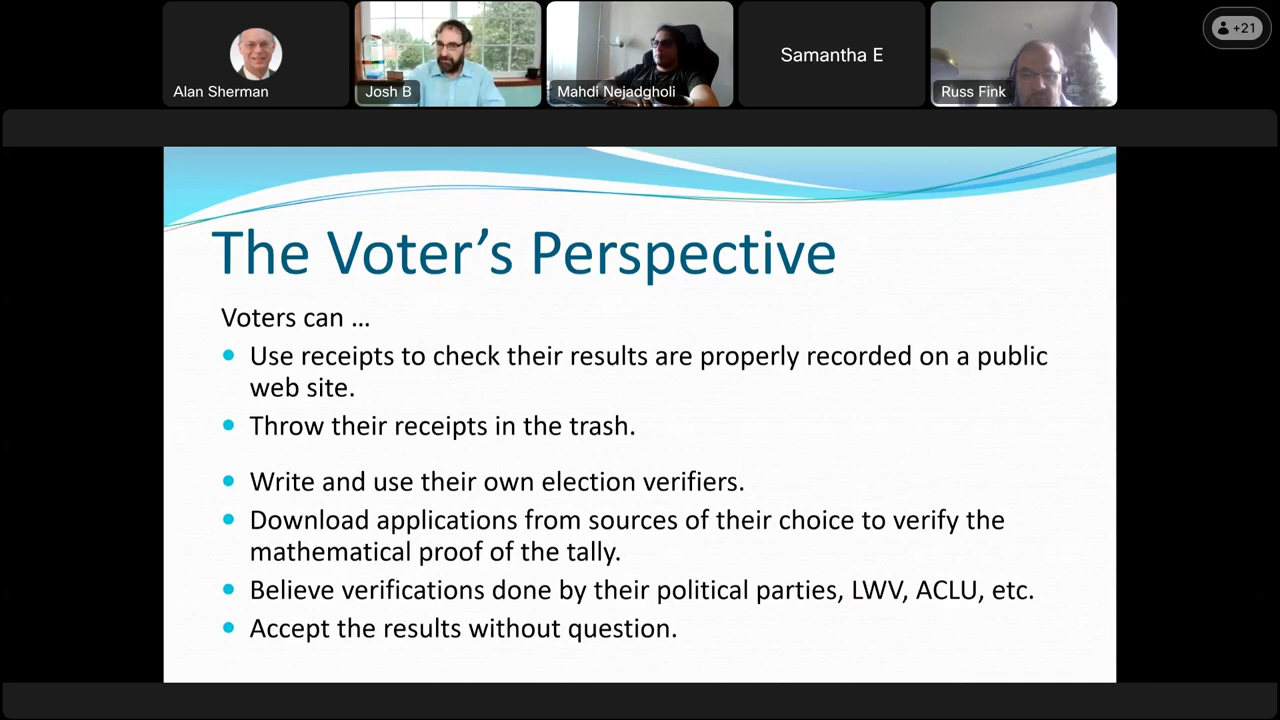 Alan Sherman
Josh B
Mahdi Nejadgholi
Samantha E
Russ Fink
+21
The Voter’s Perspective
Voters can …
• Use receipts to check their results are properly recorded on a public
web site.
• Throw their receipts in the trash.
• Write and use their own election verifiers.
• Download applications from sources of their choice to verify the
mathematical proof of the tally.
• Believe verifications done by their political parties, LWV, ACLU, etc.
• Accept the results without question.